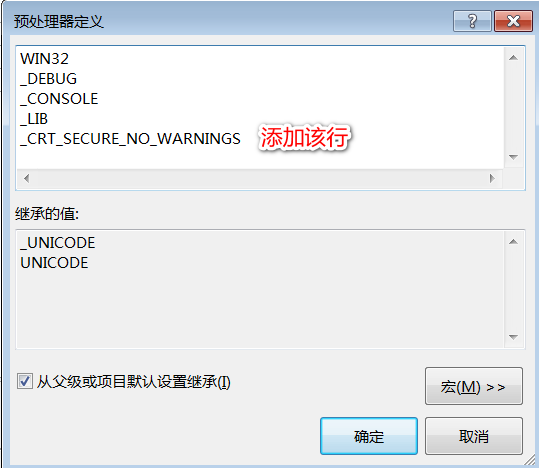 预处理器定义
WIN32
_DEBUG
_CONSOLE
_LIB
_CRT_SECURE_NO_WARNINGS 添加该行
继承的值:
_UNICODE
UNICODE
从父级或项目默认设置继承(I)
宏(M) >>
确定 取消